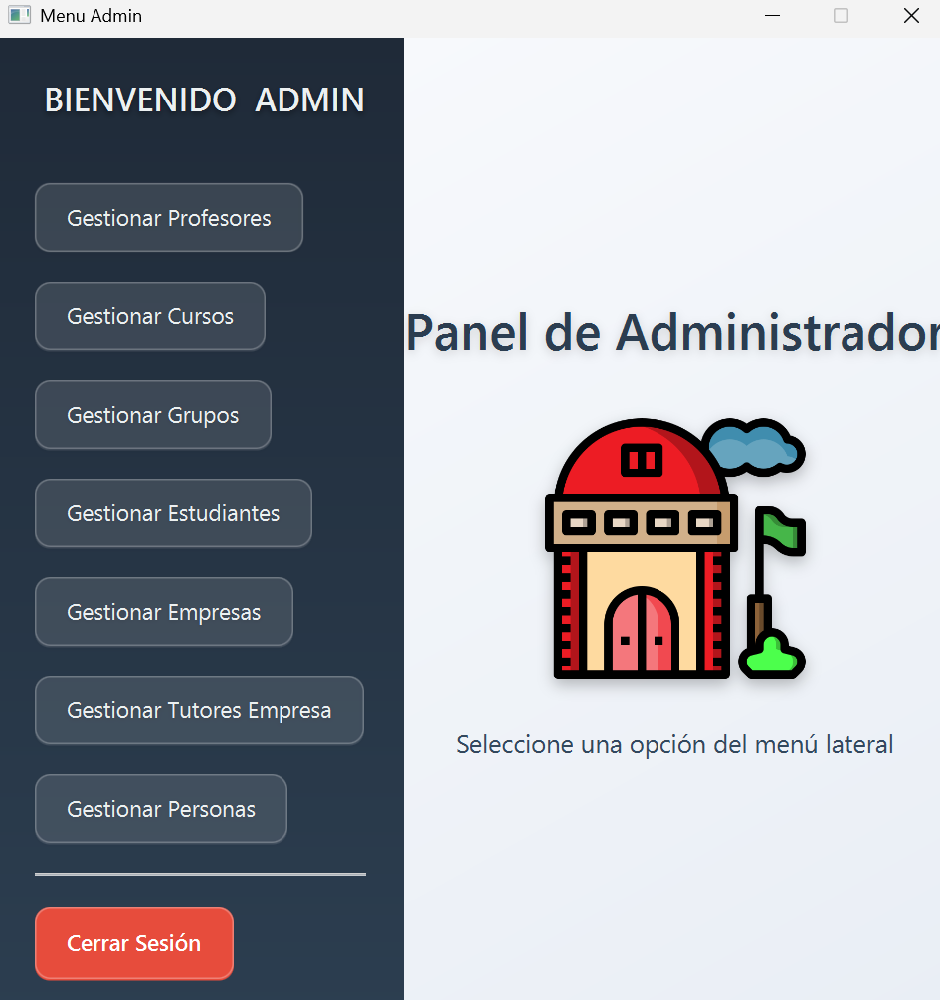 Menu Admin
BIENVENIDO ADMIN
Gestionar Profesores
Gestionar Cursos
Gestionar Grupos
Gestionar Estudiantes
Gestionar Empresas
Gestionar Tutores Empresa
Gestionar Personas
Cerrar Sesión
Panel de Administrador
Seleccione una opción del menú lateral